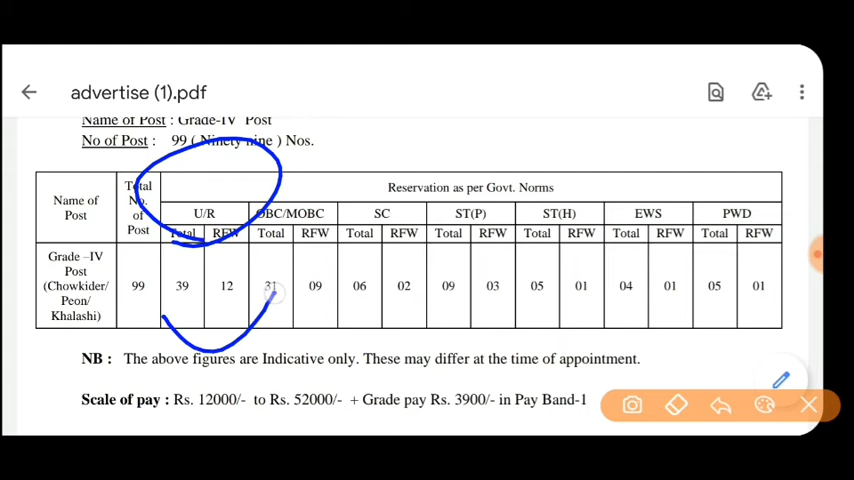 advertise (1).pdf
Name of Post : Grade-IV Post
No of Post : 99 ( Ninety nine ) Nos.
Name of Post
Total No. of Post
Reservation as per Govt. Norms
U/R OBC/MOBC SC ST(P) ST(H) EWS PWD
Total RFW Total RFW Total RFW Total RFW Total RFW Total RFW Total RFW
Grade –IV Post (Chowkider/ Peon/ Khalashi) 99 39 12 31 09 06 02 09 03 05 01 04 01 05 01
NB : The above figures are Indicative only. These may differ at the time of appointment.
Scale of pay : Rs. 12000/- to Rs. 52000/- + Grade pay Rs. 3900/- in Pay Band-1